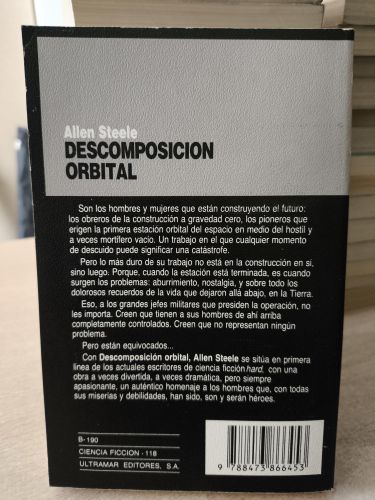 Allen Steele
DESCOMPOSICION
ORBITAL
Son los hombres y mujeres que están construyendo el futuro:
los obreros de la construcción a gravedad cero, los pioneros que
erigen la primera estación orbital del espacio en medio del hostil y
a veces mortífero vacio. Un trabajo en el que cualquier momento
de descuido puede significar una catástrofe.
Pero lo más duro de su trabajo no está en la construcción en sí,
sino luego. Porque, cuando la estación está terminada, es cuando
surgen los problemas: aburrimiento, nostalgia, y sobre todo los
dolorosos recuerdos de la vida que dejaron allá abajo, en la Tierra.
Eso, a los grandes jefes militares que presiden la operación, no
les importa. Creen que tienen a sus hombres de ahí arriba
completamente controlados. Creen que no representan ningún
problema.
Pero están equivocados...
Con Descomposición orbital, Allen Steele se sitúa en primera
línea de los actuales escritores de ciencia ficción hard, con una
obra a veces divertida, a veces dramática, pero siempre
apasionante, un auténtico homenaje a los hombres que, con todas
sus miserias y debilidades, han sido, son y serán héroes.
B-190
CIENCIA FICCION - 118
ULTRAMAR EDITORES, S.A.
9 788473 866453